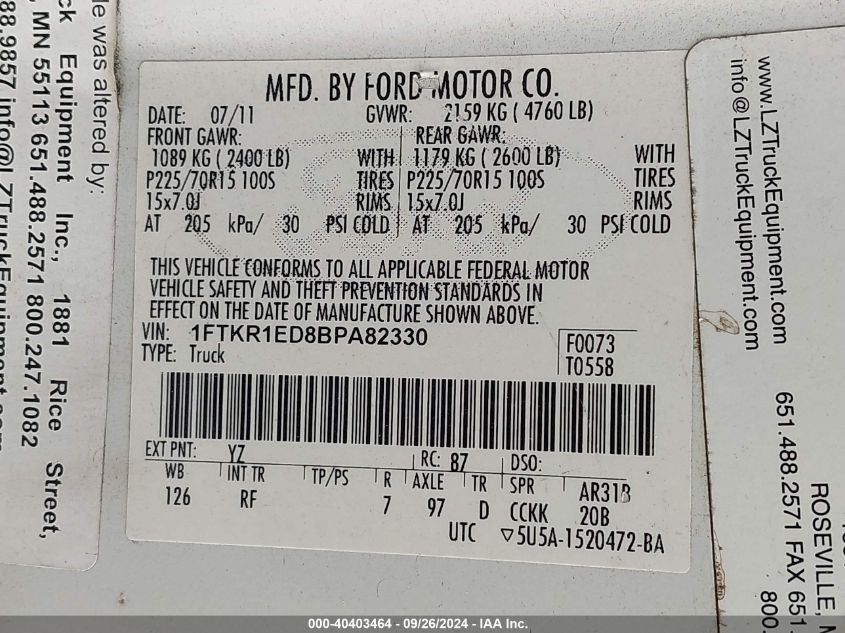 ck Equipment Inc., 1881 Rice Street,
, MN 55113 651.488.2571 800.247.1082
88.9857 info@LZTruckEquipment.com
le was altered by:
MFD. BY FORD MOTOR CO.
DATE: 07/11 GVWR: 2159 KG ( 4760 LB)
FRONT GAWR: REAR GAWR:
1089 KG ( 2400 LB) WITH 1179 KG ( 2600 LB) WITH
P225/70R15 100S TIRES P225/70R15 100S TIRES
15x7.0J RIMS 15x7.0J RIMS
AT 205 kPa/ 30 PSI COLD AT 205 kPa/ 30 PSI COLD
THIS VEHICLE CONFORMS TO ALL APPLICABLE FEDERAL MOTOR
VEHICLE SAFETY AND THEFT PREVENTION STANDARDS IN
EFFECT ON THE DATE OF MANUFACTURE SHOWN ABOVE.
VIN: 1FTKR1ED8BPA82330 F0073
TYPE: Truck T0558
EXT PNT: YZ RC: 87 DSO:
WB INT TR TP/PS R AXLE TR SPR AR31B
126 RF 7 97 D CCKK 20B
UTC ▽5U5A-1520472-BA
www.LZTruckEquipment.com
info@LZTruckEquipment.com
651.488.2571 FAX 651
ROSEVILLE,
800.
000-40403464 - 09/26/2024 - IAA Inc.